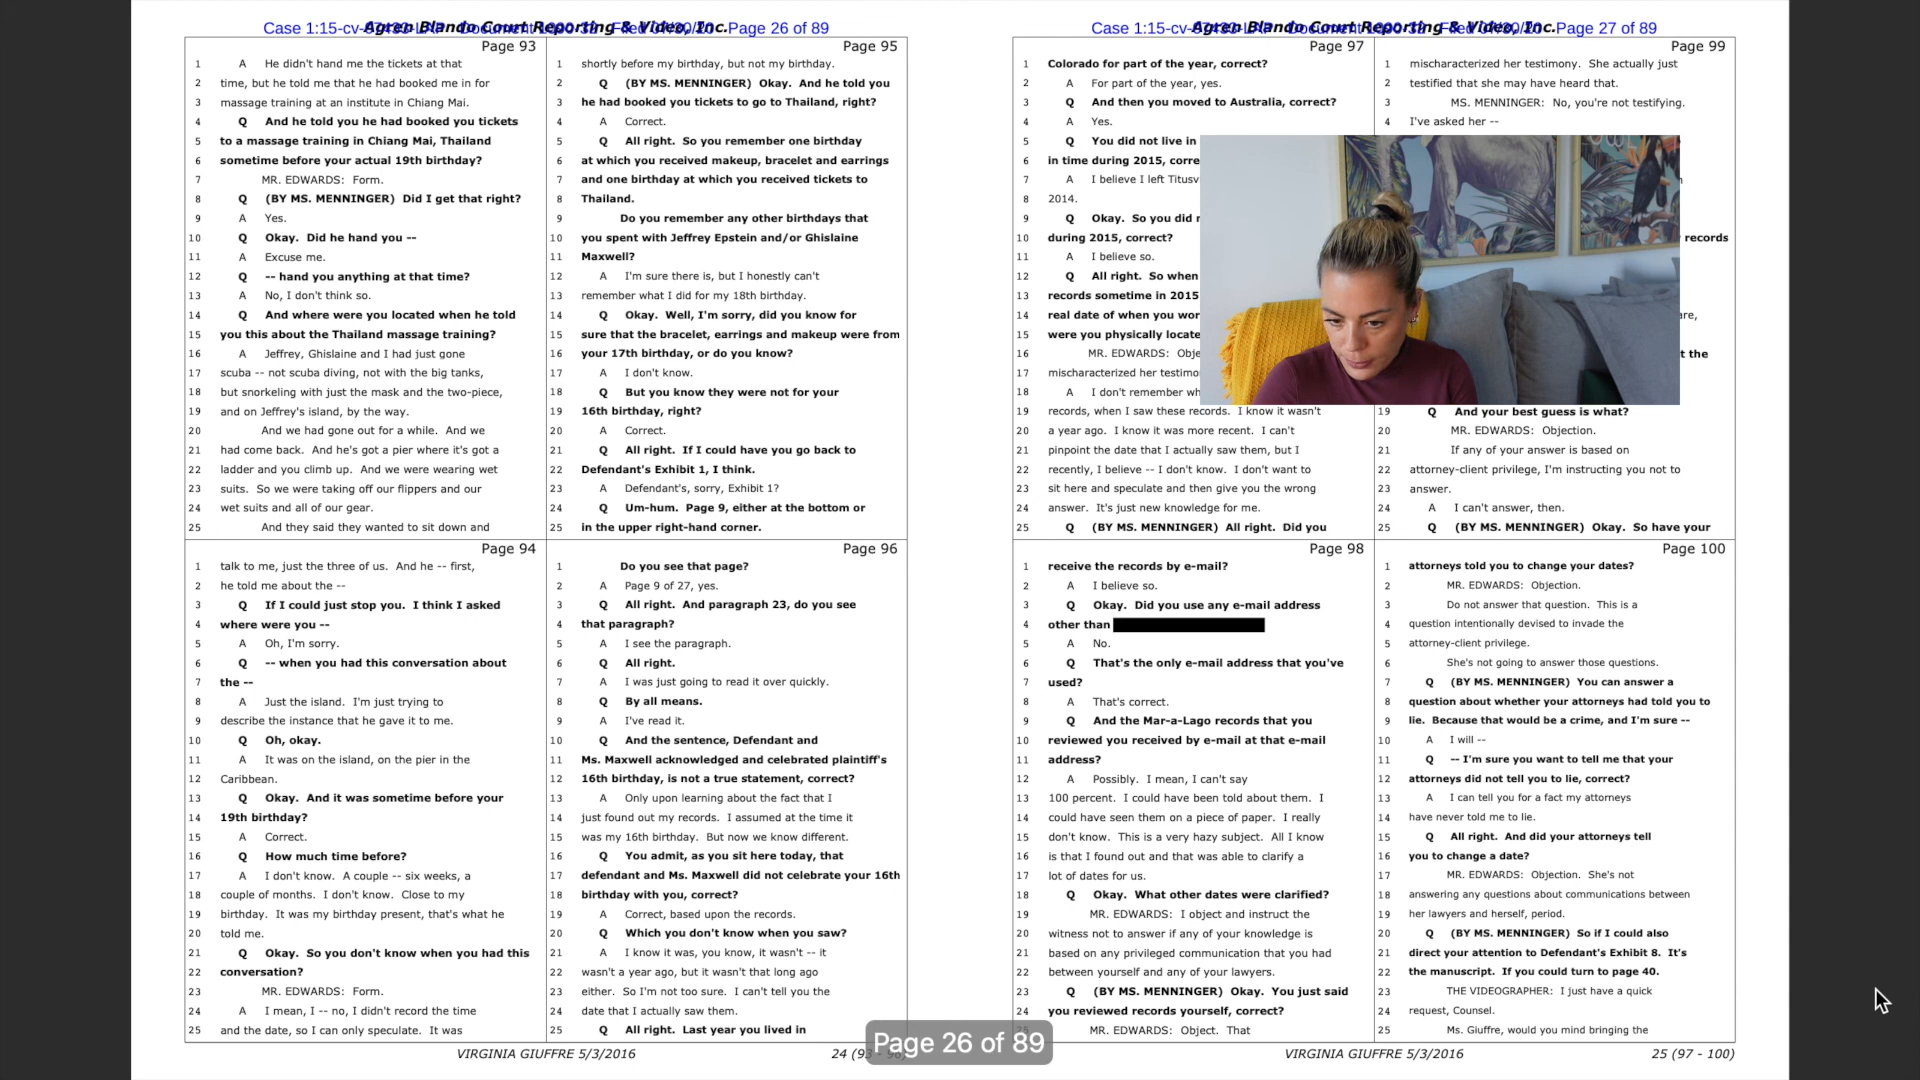 Case 1:15-cv-07433-LAP Document 1090-32 Filed 07/30/20 Page 26 of 89
Agren Blando Court Reporting & Video, Inc.
Page 93
1 A He didn't hand me the tickets at that
2 time, but he told me that he had booked me in for
3 massage training at an institute in Chiang Mai.
4 Q And he told you he had booked you tickets
5 to a massage training in Chiang Mai, Thailand
6 sometime before your actual 19th birthday?
7 MR. EDWARDS: Form.
8 Q (BY MS. MENNINGER) Did I get that right?
9 A Yes.
10 Q Okay. Did he hand you --
11 A Excuse me.
12 Q -- hand you anything at that time?
13 A No, I don't think so.
14 Q And where were you located when he told
15 you this about the Thailand massage training?
16 A Jeffrey, Ghislaine and I had just gone
17 scuba -- not scuba diving, not with the big tanks,
18 but snorkeling with just the mask and the two-piece,
19 and on Jeffrey's island, by the way.
20 And we had gone out for a while. And we
21 had come back. And he's got a pier where it's got a
22 ladder and you climb up. And we were wearing wet
23 suits. So we were taking off our flippers and our
24 wet suits and all of our gear.
25 And they said they wanted to sit down and
Page 94
1 talk to me, just the three of us. And he -- first,
2 he told me about the --
3 Q If I could just stop you. I think I asked
4 where were you --
5 A Oh, I'm sorry.
6 Q -- when you had this conversation about
7 the --
8 A Just the island. I'm just trying to
9 describe the instance that he gave it to me.
10 Q Oh, okay.
11 A It was on the island, on the pier in the
12 Caribbean.
13 Q Okay. And it was sometime before your
14 19th birthday?
15 A Correct.
16 Q How much time before?
17 A I don't know. A couple -- six weeks, a
18 couple of months. I don't know. Close to my
19 birthday. It was my birthday present, that's what he
20 told me.
21 Q Okay. So you don't know when you had this
22 conversation?
23 MR. EDWARDS: Form.
24 A I mean, I -- no, I didn't record the time
25 and the date, so I can only speculate. It was
Page 95
1 shortly before my birthday, but not my birthday.
2 Q (BY MS. MENNINGER) Okay. And he told you
3 he had booked you tickets to go to Thailand, right?
4 A Correct.
5 Q All right. So you remember one birthday
6 at which you received makeup, bracelet and earrings
7 and one birthday at which you received tickets to
8 Thailand.
9 Do you remember any other birthdays that
10 you spent with Jeffrey Epstein and/or Ghislaine
11 Maxwell?
12 A I'm sure there is, but I honestly can't
13 remember what I did for my 18th birthday.
14 Q Okay. Well, I'm sorry, did you know for
15 sure that the bracelet, earrings and makeup were from
16 your 17th birthday, or do you know?
17 A I don't know.
18 Q But you know they were not for your
19 16th birthday, right?
20 A Correct.
21 Q All right. If I could have you go back to
22 Defendant's Exhibit 1, I think.
23 A Defendant's, sorry, Exhibit 1?
24 Q Um-hum. Page 9, either at the bottom or
25 in the upper right-hand corner.
Page 96
1 Do you see that page?
2 A Page 9 of 27, yes.
3 Q All right. And paragraph 23, do you see
4 that paragraph?
5 A I see the paragraph.
6 Q All right.
7 A I was just going to read it over quickly.
8 Q By all means.
9 A I've read it.
10 Q And the sentence, Defendant and
11 Ms. Maxwell acknowledged and celebrated plaintiff's
12 16th birthday, is not a true statement, correct?
13 A Only upon learning about the fact that I
14 just found out my records. I assumed at the time it
15 was my 16th birthday. But now we know different.
16 Q You admit, as you sit here today, that
17 defendant and Ms. Maxwell did not celebrate your 16th
18 birthday with you, correct?
19 A Correct, based upon the records.
20 Q Which you don't know when you saw?
21 A I know it was, you know, it wasn't -- it
22 wasn't a year ago, but it wasn't that long ago
23 either. So I'm not too sure. I can't tell you the
24 date that I actually saw them.
25 Q All right. Last year you lived in
VIRGINIA GIUFFRE 5/3/2016
24 (93 - 96)
Page 26 of 89
Case 1:15-cv-07433-LAP Document 1090-32 Filed 07/30/20 Page 27 of 89
Agren Blando Court Reporting & Video, Inc.
Page 97
1 Colorado for part of the year, correct?
2 A For part of the year, yes.
3 Q And then you moved to Australia, correct?
4 A Yes.
5 Q You did not live in
6 in time during 2015, corre
7 A I believe I left Titusv
8 2014.
9 Q Okay. So you did
10 during 2015, correct?
11 A I believe so.
12 Q All right. So when
13 records sometime in 2015
14 real date of when you wor
15 were you physically locate
16 MR. EDWARDS: Obje
17 mischaracterized her testimo
18 A I don't remember wh
19 records, when I saw these records. I know it wasn't
20 a year ago. I know it was more recent. I can't
21 pinpoint the date that I actually saw them, but I
22 recently, I believe -- I don't know. I don't want to
23 sit here and speculate and then give you the wrong
24 answer. It's just new knowledge for me.
25 Q (BY MS. MENNINGER) All right. Did you
Page 98
1 receive the records by e-mail?
2 A I believe so.
3 Q Okay. Did you use any e-mail address
4 other than
5 A No.
6 Q That's the only e-mail address that you've
7 used?
8 A That's correct.
9 Q And the Mar-a-Lago records that you
10 reviewed you received by e-mail at that e-mail
11 address?
12 A Possibly. I mean, I can't say
13 100 percent. I could have been told about them. I
14 could have seen them on a piece of paper. I really
15 don't know. This is a very hazy subject. All I know
16 is that I found out and that was able to clarify a
17 lot of dates for us.
18 Q Okay. What other dates were clarified?
19 MR. EDWARDS: I object and instruct the
20 witness not to answer if any of your knowledge is
21 based on any privileged communication that you had
22 between yourself and any of your lawyers.
23 Q (BY MS. MENNINGER) Okay. You just said
24 you reviewed records yourself, correct?
25 MR. EDWARDS: Object. That
Page 99
1 mischaracterized her testimony. She actually just
2 testified that she may have heard that.
3 MS. MENNINGER: No, you're not testifying.
4 I've asked her --
records
are,
t the
19 Q And your best guess is what?
20 MR. EDWARDS: Objection.
21 If any of your answer is based on
22 attorney-client privilege, I'm instructing you not to
23 answer.
24 A I can't answer, then.
25 Q (BY MS. MENNINGER) Okay. So have your
Page 100
1 attorneys told you to change your dates?
2 MR. EDWARDS: Objection.
3 Do not answer that question. This is a
4 question intentionally devised to invade the
5 attorney-client privilege.
6 She's not going to answer those questions.
7 Q (BY MS. MENNINGER) You can answer a
8 question about whether your attorneys had told you to
9 lie. Because that would be a crime, and I'm sure --
10 A I will --
11 Q -- I'm sure you want to tell me that your
12 attorneys did not tell you to lie, correct?
13 A I can tell you for a fact my attorneys
14 have never told me to lie.
15 Q All right. And did your attorneys tell
16 you to change a date?
17 MR. EDWARDS: Objection. She's not
18 answering any questions about communications between
19 her lawyers and herself, period.
20 Q (BY MS. MENNINGER) So if I could also
21 direct your attention to Defendant's Exhibit 8. It's
22 the manuscript. If you could turn to page 40.
23 THE VIDEOGRAPHER: I just have a quick
24 request, Counsel.
25 Ms. Giuffre, would you mind bringing the
VIRGINIA GIUFFRE 5/3/2016
25 (97 - 100)